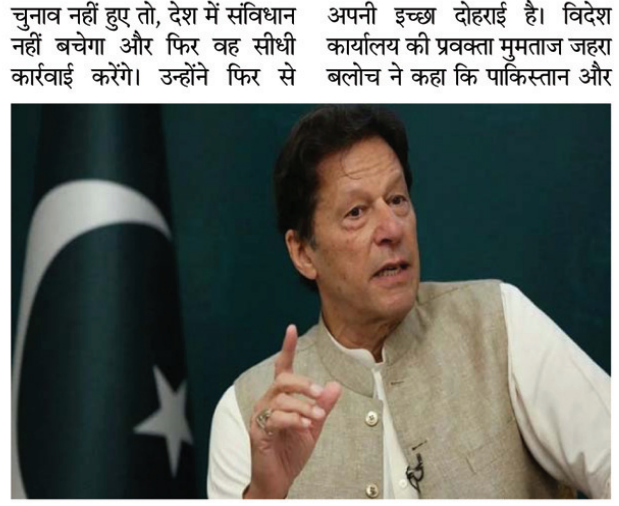 चुनाव नहीं हुए तो, देश में संविधान
नहीं बचेगा और फिर वह सीधी
कार्रवाई करेंगे। उन्होंने फिर से
अपनी इच्छा दोहराई है। विदेश
कार्यालय की प्रवक्ता मुमताज जहरा
बलोच ने कहा कि पाकिस्तान और